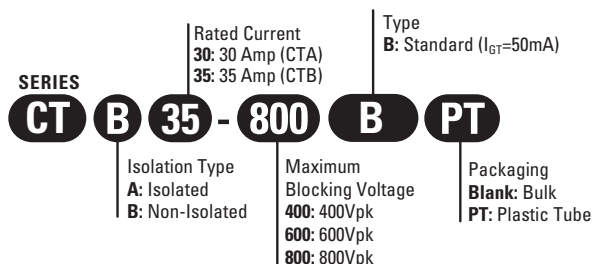 Rated Current
30: 30 Amp (CTA)
35: 35 Amp (CTB)
Type
B: Standard (IGT=50mA)
SERIES
CT B 35 - 800 B PT
Isolation Type
A: Isolated
B: Non-Isolated
Maximum
Blocking Voltage
400: 400Vpk
600: 600Vpk
800: 800Vpk
Packaging
Blank: Bulk
PT: Plastic Tube